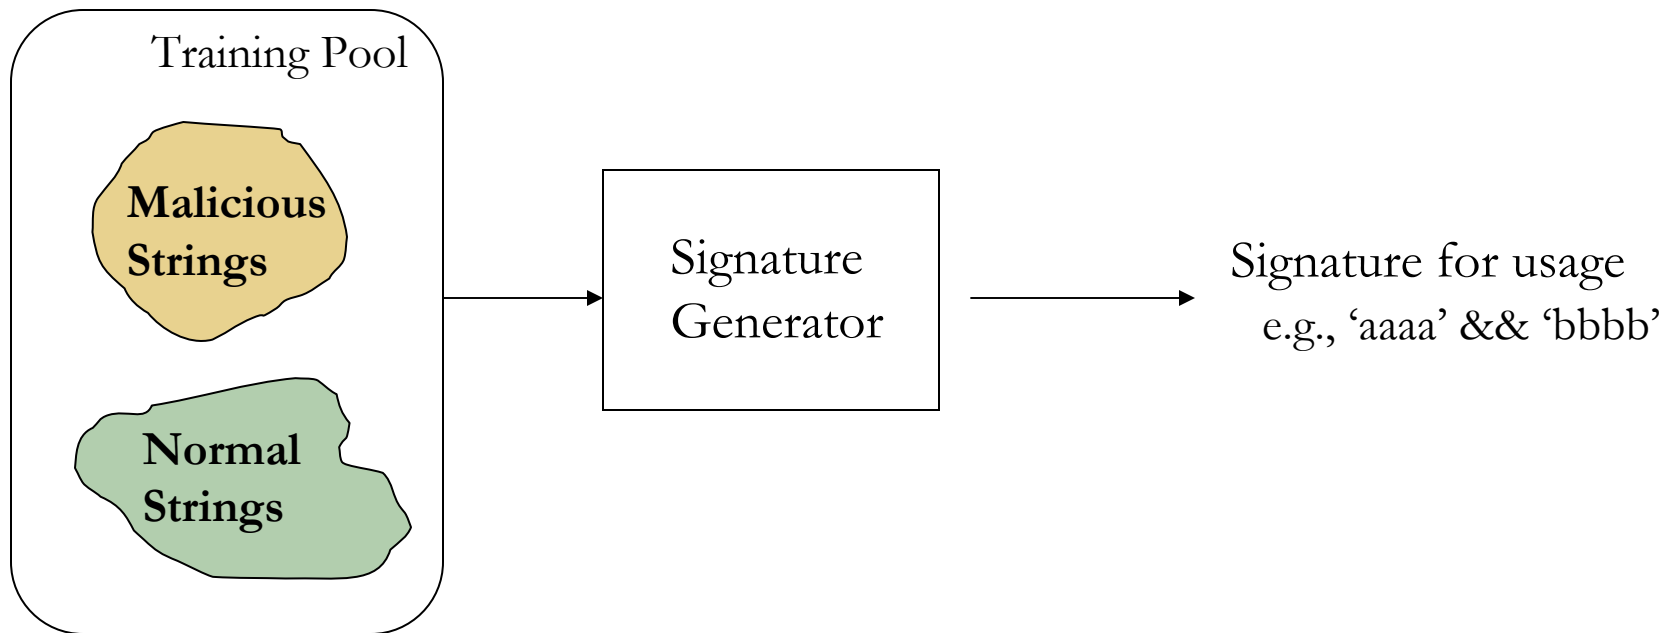 Training Pool
Malicious
Strings
Normal
Strings
Signature
Generator
Signature for usage
e.g., ‘aaaa’ && ‘bbbb’